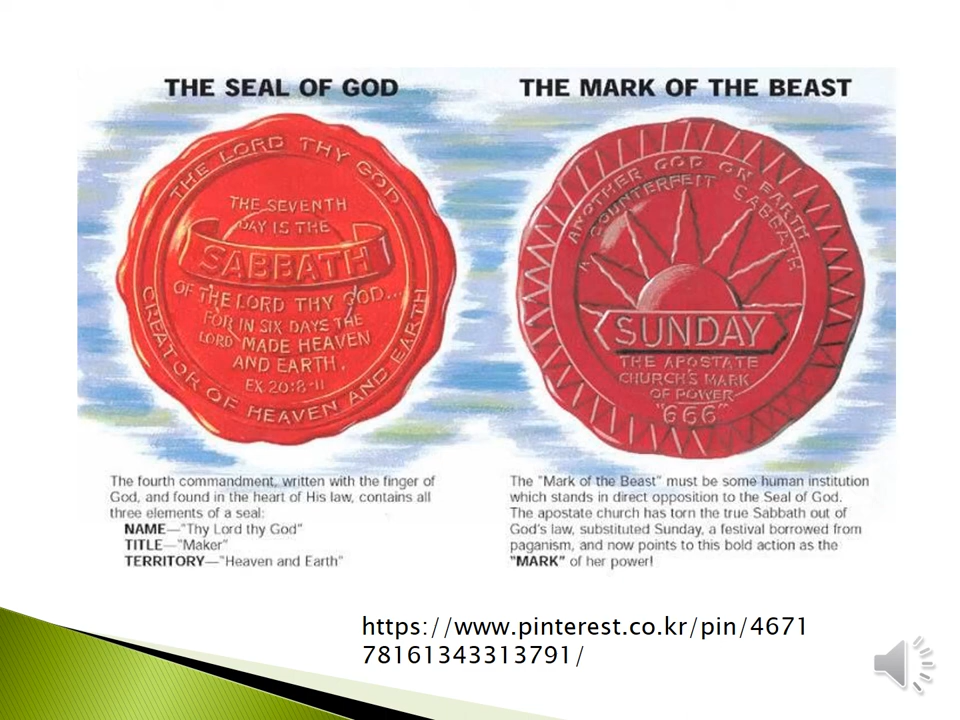 THE SEAL OF GOD
THE LORD THY GOD
THE SEVENTH
DAY IS THE
SABBATH
OF THE LORD THY GOD...
FOR IN SIX DAYS THE
LORD MADE HEAVEN
AND EARTH.
EX. 20:8-11
CREATOR OF HEAVEN AND EARTH
The fourth commandment, written with the finger of
God, and found in the heart of His law, contains all
three elements of a seal:
NAME—"Thy Lord thy God"
TITLE—"Maker"
TERRITORY—"Heaven and Earth"
THE MARK OF THE BEAST
ANOTHER GOD ON EARTH
A COUNTERFEIT SABBATH
SUNDAY
THE APOSTATE
CHURCH'S MARK
OF POWER
"666"
The "Mark of the Beast" must be some human institution
which stands in direct opposition to the Seal of God.
The apostate church has torn the true Sabbath out of
God's law, substituted Sunday, a festival borrowed from
paganism, and now points to this bold action as the
"MARK" of her power!
https://www.pinterest.co.kr/pin/4671
78161343313791/